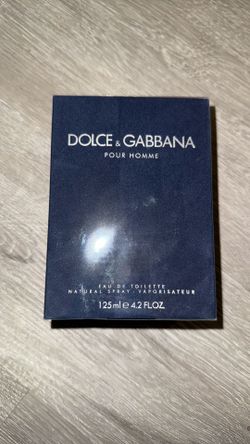 DOLCE & GABBANA
POUR HOMME
EAU DE TOILETTE
NATURAL SPRAY - VAPORISATEUR
125 ml e 4.2 FL.OZ.